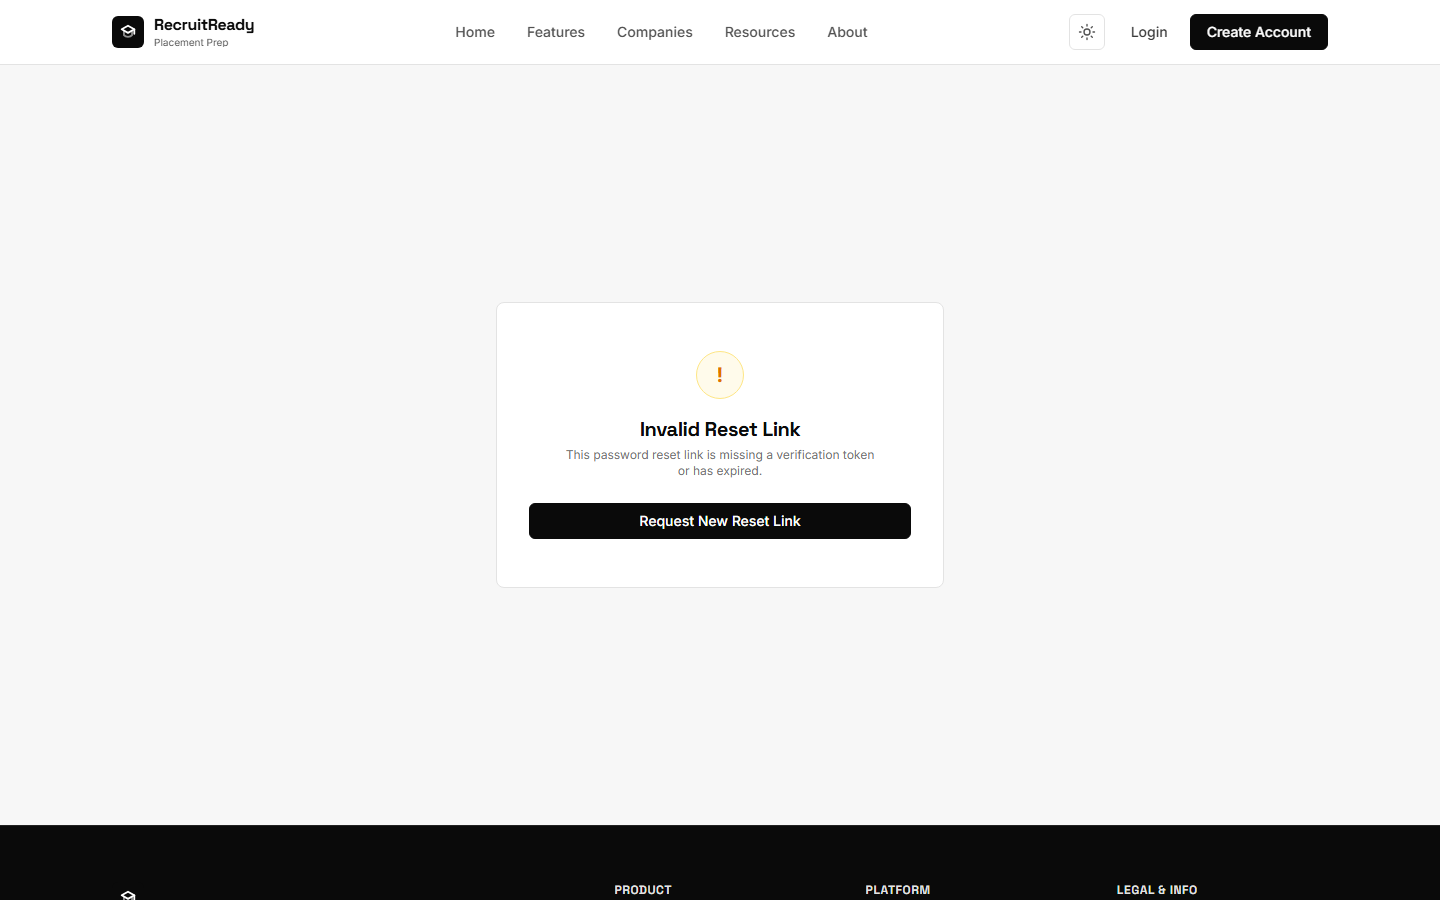 RecruitReady
Placement Prep
Home
Features
Companies
Resources
About
Login
Create Account
!
Invalid Reset Link
This password reset link is missing a verification token
or has expired.
Request New Reset Link
PRODUCT
PLATFORM
LEGAL & INFO